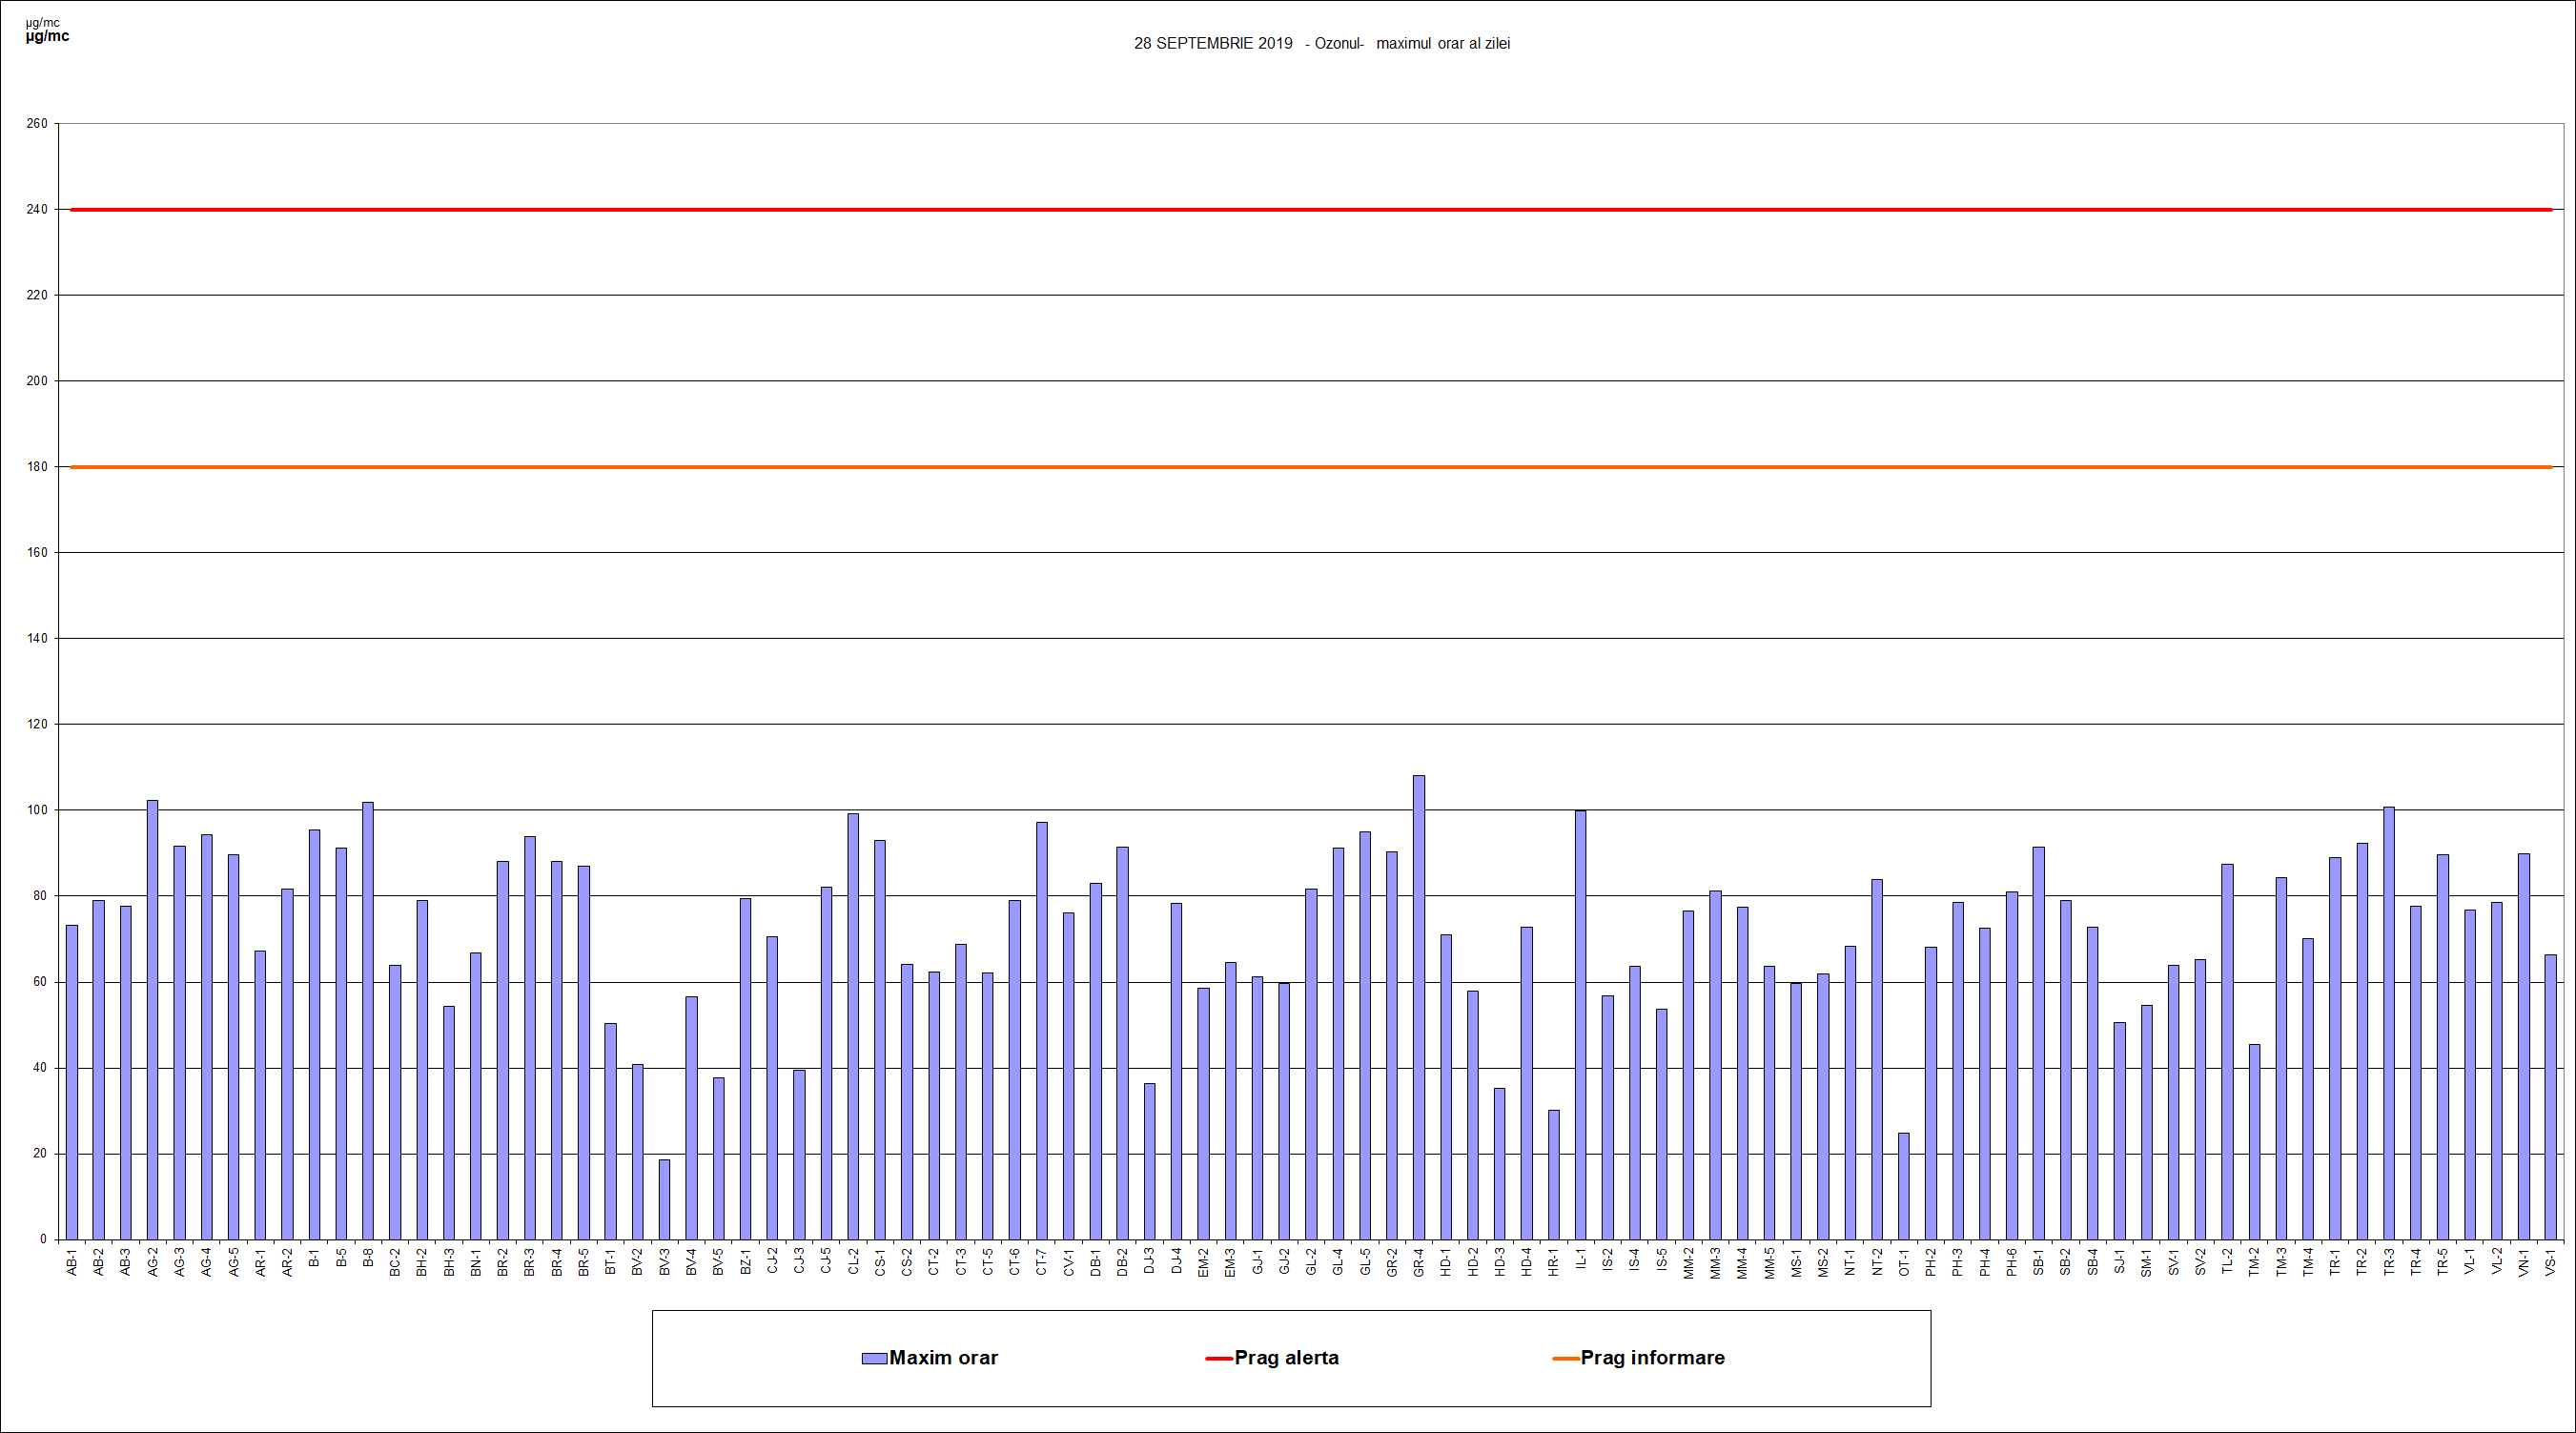 µg/mc
µg/mc
28 SEPTEMBRIE 2019 - Ozonul- maximul orar al zilei
260
240
220
200
180
160
140
120
100
80
60
40
20
0
AB-1 AB-2 AB-3 AG-2 AG-3 AG-4 AG-5 AR-1 AR-2 B-1 B-5 B-8 BC-2 BH-2 BH-3 BN-1 BR-2 BR-3 BR-4 BR-5 BT-1 BV-2 BV-3 BV-4 BV-5 BZ-1 CJ-2 CJ-3 CJ-5 CL-2 CS-1 CS-2 CT-2 CT-3 CT-5 CT-6 CT-7 CV-1 DB-1 DB-2 DJ-3 DJ-4 EM-2 EM-3 GJ-1 GJ-2 GL-2 GL-4 GL-5 GR-2 GR-4 HD-1 HD-2 HD-3 HD-4 HR-1 IL-1 IS-2 IS-4 IS-5 MM-2 MM-3 MM-4 MM-5 MS-1 MS-2 NT-1 NT-2 OT-1 PH-2 PH-3 PH-4 PH-6 SB-1 SB-2 SB-4 SJ-1 SM-1 SV-1 SV-2 TL-2 TM-2 TM-3 TM-4 TR-1 TR-2 TR-3 TR-4 TR-5 VL-1 VL-2 VN-1 VS-1
Maxim orar Prag alerta Prag informare